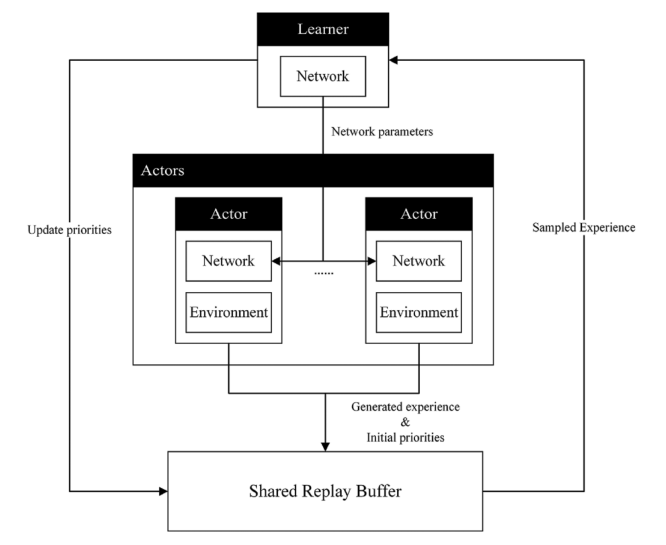 Learner
Network
Network parameters
Actors
Actor
Actor
Update priorities
Sampled Experience
Network
Network
......
Environment
Environment
Generated experience
&
Initial priorities
Shared Replay Buffer